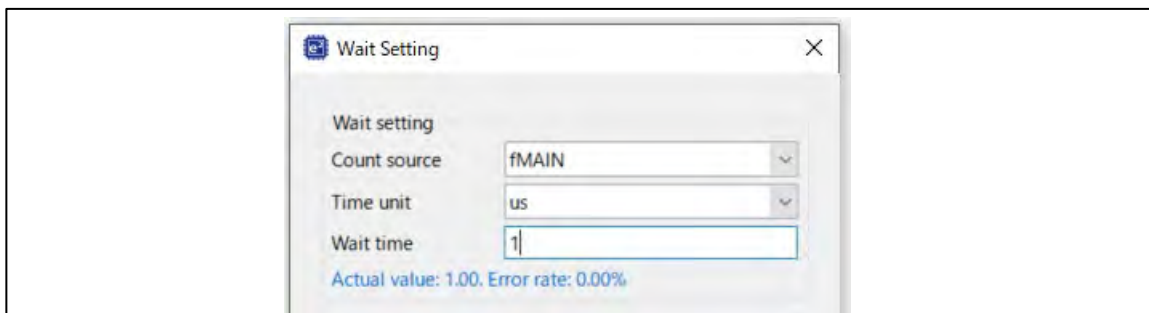 e²
Wait Setting
Wait setting
Count source fMAIN
Time unit us
Wait time 1
Actual value: 1.00. Error rate: 0.00%